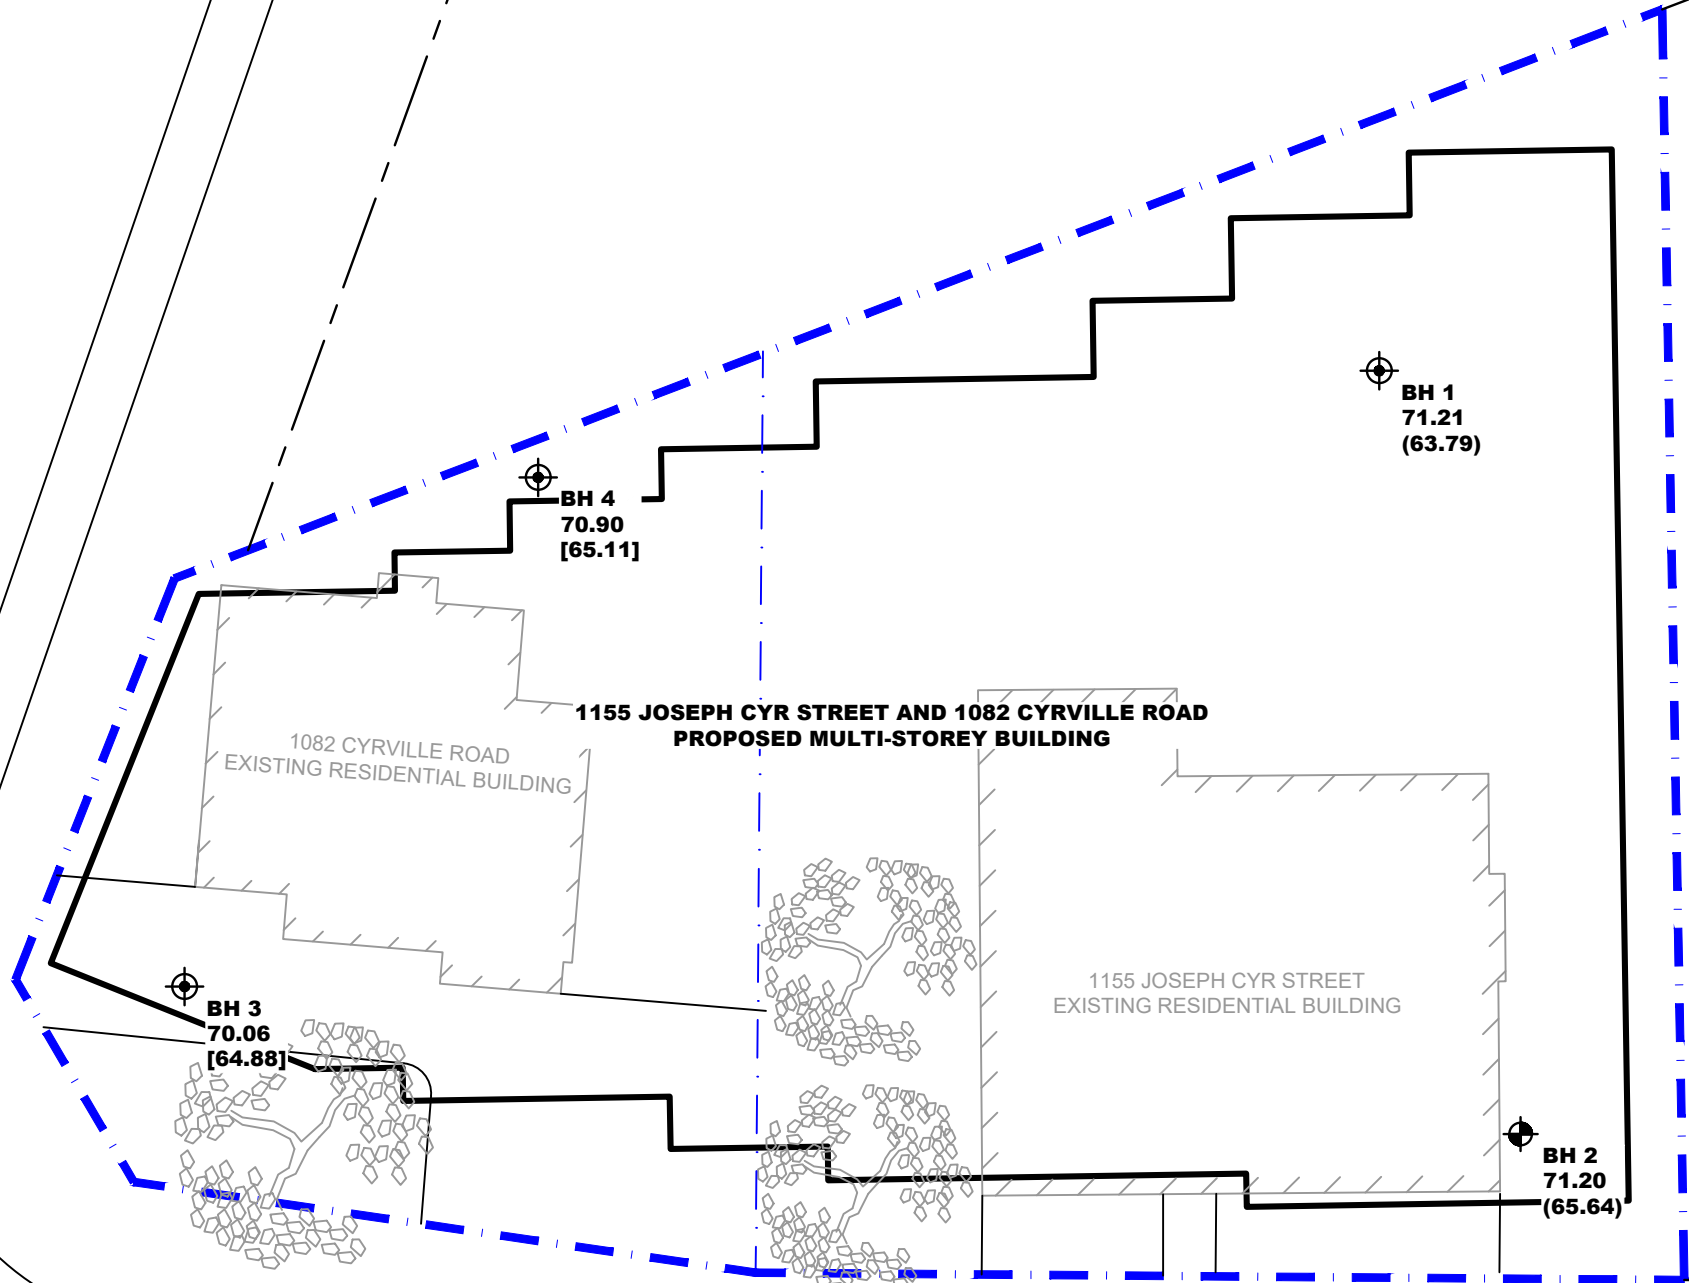 BH 1
71.21
(63.79)
BH 4
70.90
[65.11]
1155 JOSEPH CYR STREET AND 1082 CYRVILLE ROAD
PROPOSED MULTI-STOREY BUILDING
1082 CYRVILLE ROAD
EXISTING RESIDENTIAL BUILDING
1155 JOSEPH CYR STREET
EXISTING RESIDENTIAL BUILDING
BH 3
70.06
[64.88]
BH 2
71.20
(65.64)